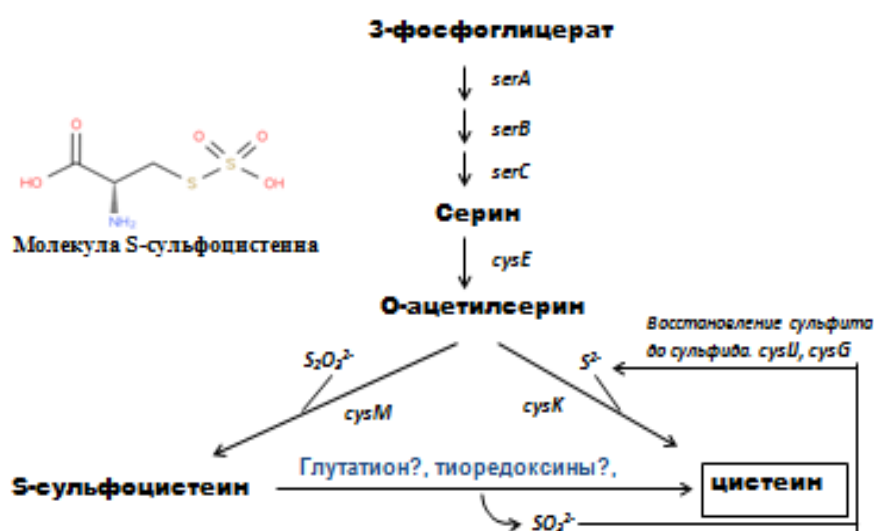 3-фосфоглицерат
serA
serB
serC
O
O
O
S
HO
S
OH
NH₂
Молекула S-сульфоцистеина
Серин
cysE
О-ацетилсерин
Восстановление сульфита
до сульфида. cysIJ, cysG
S₂O₃²⁻
S²⁻
cysM
cysK
Глутатион?, тиоредоксины?,
S-сульфоцистеин
цистеин
SO₃²⁻